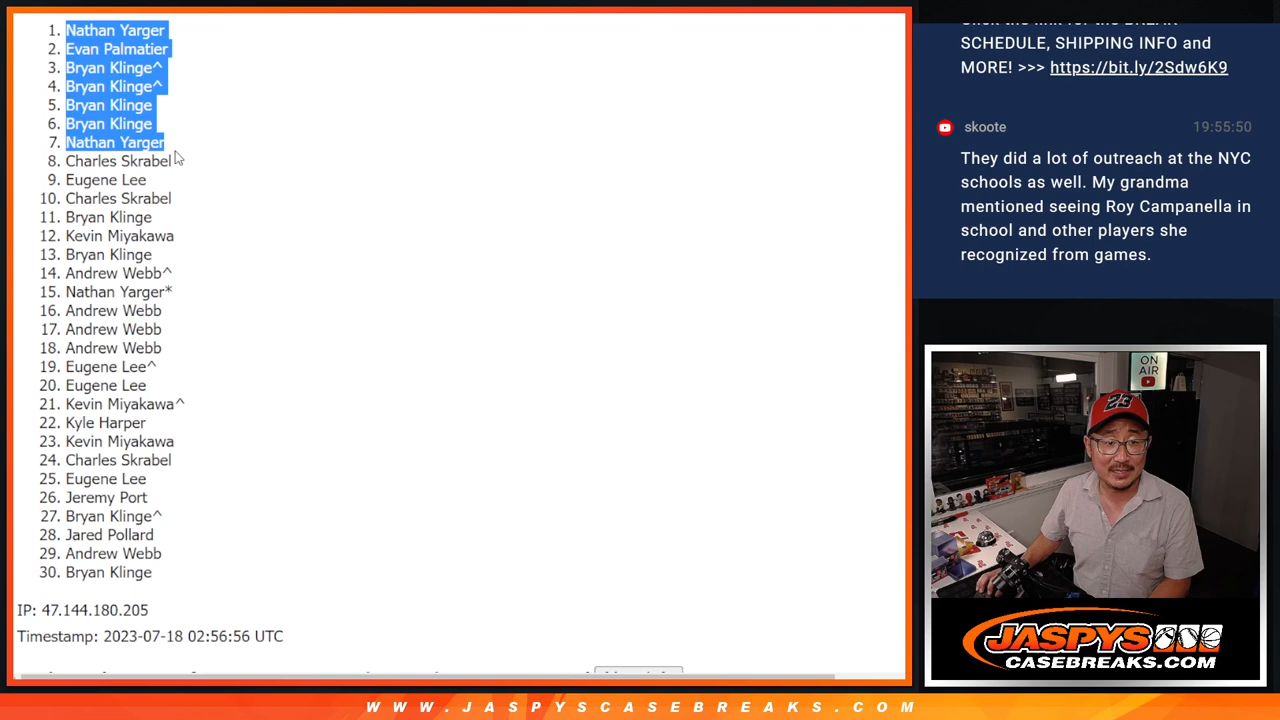 1. Nathan Yarger
2. Evan Palmatier
3. Bryan Klinge^
4. Bryan Klinge^
5. Bryan Klinge
6. Bryan Klinge
7. Nathan Yarger
8. Charles Skrabel
9. Eugene Lee
10. Charles Skrabel
11. Bryan Klinge
12. Kevin Miyakawa
13. Bryan Klinge
14. Andrew Webb^
15. Nathan Yarger*
16. Andrew Webb
17. Andrew Webb
18. Andrew Webb
19. Eugene Lee^
20. Eugene Lee
21. Kevin Miyakawa^
22. Kyle Harper
23. Kevin Miyakawa
24. Charles Skrabel
25. Eugene Lee
26. Jeremy Port
27. Bryan Klinge^
28. Jared Pollard
29. Andrew Webb
30. Bryan Klinge
IP: 47.144.180.205
Timestamp: 2023-07-18 02:56:56 UTC
SCHEDULE, SHIPPING INFO and
MORE! >>> https://bit.ly/2Sdw6K9
skoote 19:55:50
They did a lot of outreach at the NYC
schools as well. My grandma
mentioned seeing Roy Campanella in
school and other players she
recognized from games.
ON
AIR
23
JASPYS
CASEBREAKS.COM
WWW.JASPYSCASEBREAKS.COM